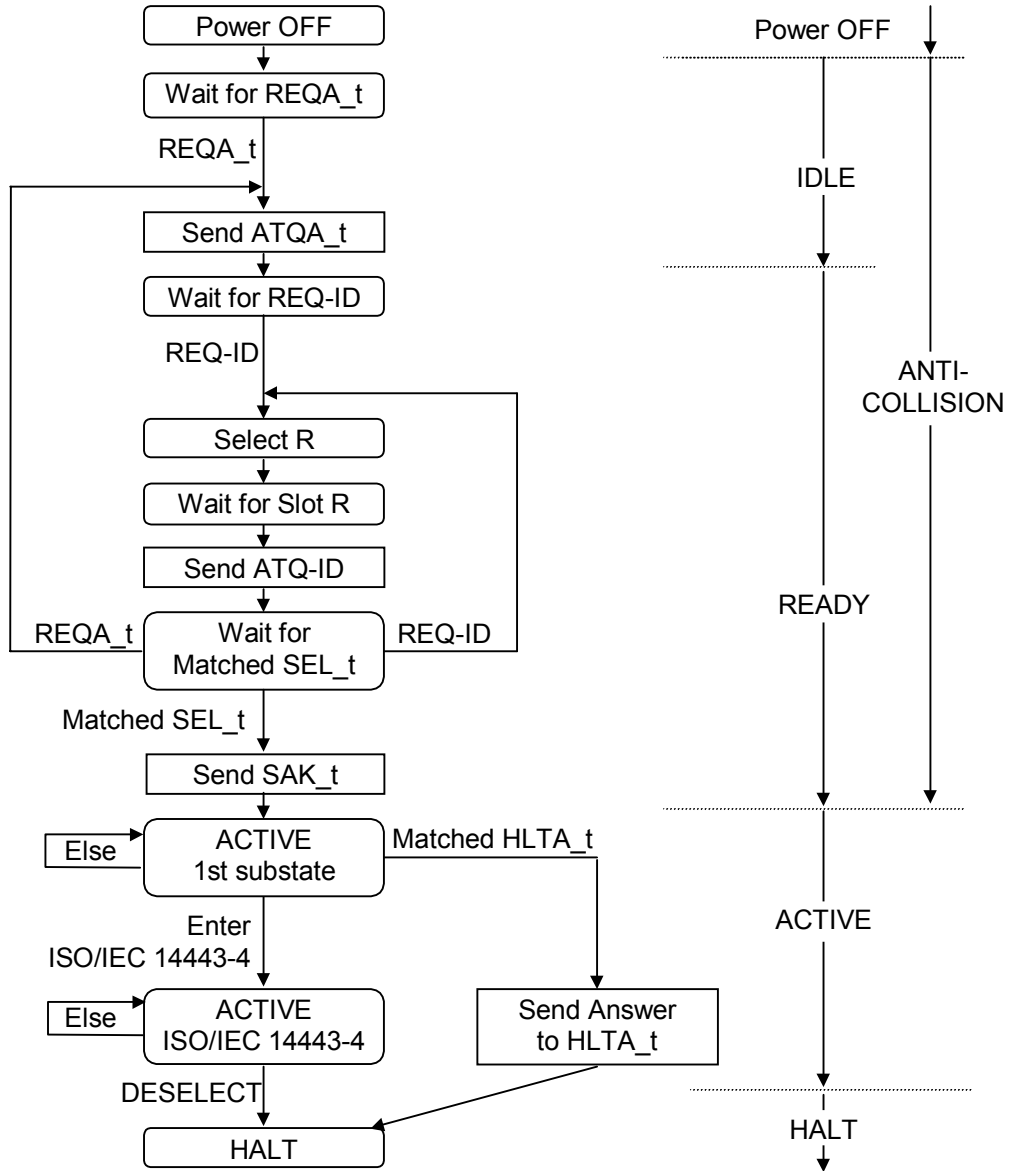 Power OFF
Wait for REQA_t
REQA_t
Send ATQA_t
Wait for REQ-ID
REQ-ID
Select R
Wait for Slot R
Send ATQ-ID
REQA_t
Wait for
Matched SEL_t
REQ-ID
Matched SEL_t
Send SAK_t
Else
ACTIVE
1st substate
Matched HLTA_t
Enter
ISO/IEC 14443-4
Else
ACTIVE
ISO/IEC 14443-4
Send Answer
to HLTA_t
DESELECT
HALT
Power OFF
IDLE
ANTI-
COLLISION
READY
ACTIVE
HALT